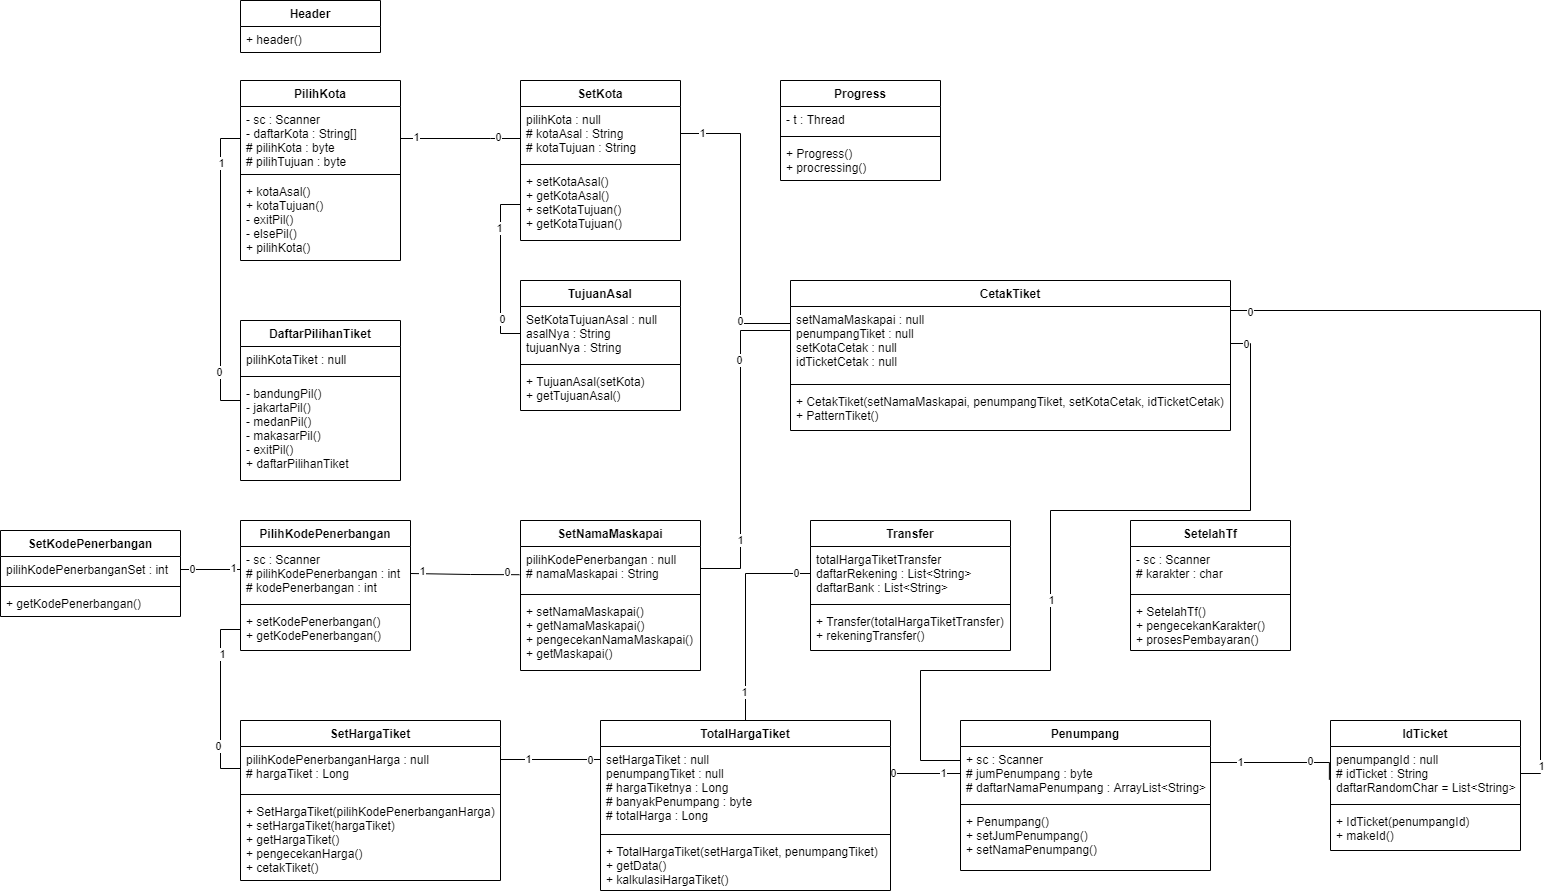 Header
+ header()
PilihKota
- sc : Scanner
- daftarKota : String[]
# pilihKota : byte
# pilihTujuan : byte
+ kotaAsal()
+ kotaTujuan()
- exitPil()
- elsePil()
+ pilihKota()
1
0
1
0
SetKota
pilihKota : null
# kotaAsal : String
# kotaTujuan : String
+ setKotaAsal()
+ getKotaAsal()
+ setKotaTujuan()
+ getKotaTujuan()
1
0
1
0
Progress
- t : Thread
+ Progress()
+ procressing()
DaftarPilihanTiket
pilihKotaTiket : null
- bandungPil()
- jakartaPil()
- medanPil()
- makasarPil()
- exitPil()
+ daftarPilihanTiket
TujuanAsal
SetKotaTujuanAsal : null
asalNya : String
tujuanNya : String
+ TujuanAsal(setKota)
+ getTujuanAsal()
CetakTiket
setNamaMaskapai : null
penumpangTiket : null
setKotaCetak : null
idTicketCetak : null
+ CetakTiket(setNamaMaskapai, penumpangTiket, setKotaCetak, idTicketCetak)
+ PatternTiket()
0
0
0
1
1
1
SetKodePenerbangan
pilihKodePenerbanganSet : int
+ getKodePenerbangan()
0
1
PilihKodePenerbangan
- sc : Scanner
# pilihKodePenerbangan : int
# kodePenerbangan : int
+ setKodePenerbangan()
+ getKodePenerbangan()
1
0
1
0
SetNamaMaskapai
pilihKodePenerbangan : null
# namaMaskapai : String
+ setNamaMaskapai()
+ getNamaMaskapai()
+ pengecekanNamaMaskapai()
+ getMaskapai()
Transfer
totalHargaTiketTransfer
daftarRekening : List<String>
daftarBank : List<String>
+ Transfer(totalHargaTiketTransfer)
+ rekeningTransfer()
0
1
SetelahTf
- sc : Scanner
# karakter : char
+ SetelahTf()
+ pengecekanKarakter()
+ prosesPembayaran()
SetHargaTiket
pilihKodePenerbanganHarga : null
# hargaTiket : Long
+ SetHargaTiket(pilihKodePenerbanganHarga)
+ setHargaTiket(hargaTiket)
+ getHargaTiket()
+ pengecekanHarga()
+ cetakTiket()
1
0
TotalHargaTiket
setHargaTiket : null
penumpangTiket : null
# hargaTiketnya : Long
# banyakPenumpang : byte
# totalHarga : Long
+ TotalHargaTiket(setHargaTiket, penumpangTiket)
+ getData()
+ kalkulasiHargaTiket()
0
1
Penumpang
+ sc : Scanner
# jumPenumpang : byte
# daftarNamaPenumpang : ArrayList<String>
+ Penumpang()
+ setJumPenumpang()
+ setNamaPenumpang()
1
0
IdTicket
penumpangId : null
# idTicket : String
daftarRandomChar = List<String>
+ IdTicket(penumpangId)
+ makeId()